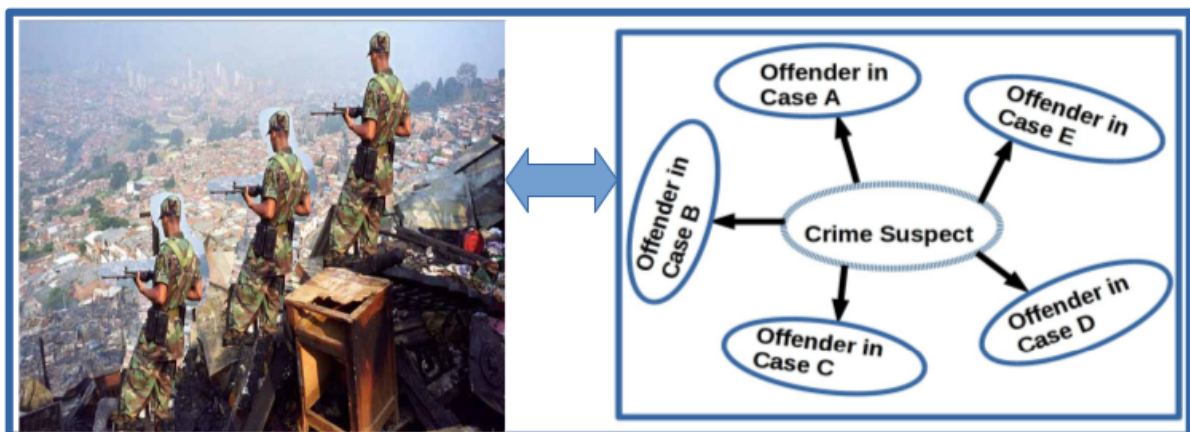 Offender in
Case A
Offender in
Case E
Offender in
Case B
Crime Suspect
Offender in
Case C
Offender in
Case D